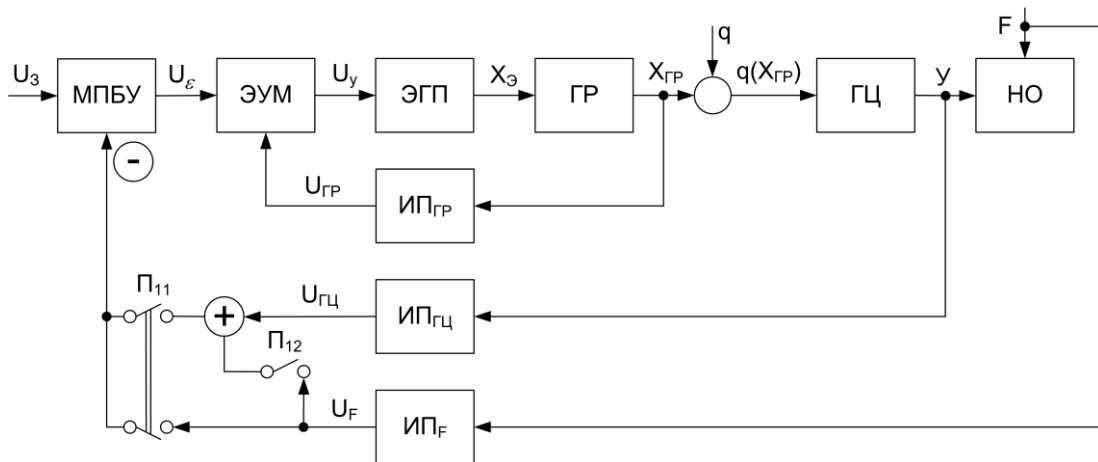 F
q
U_З
МПБУ
U_ε
ЭУМ
U_у
ЭГП
X_Э
ГР
X_ГР
q(X_ГР)
ГЦ
У
НО
-
U_ГР
ИП_ГР
П_11
+
U_ГЦ
ИП_ГЦ
П_12
U_F
ИП_F